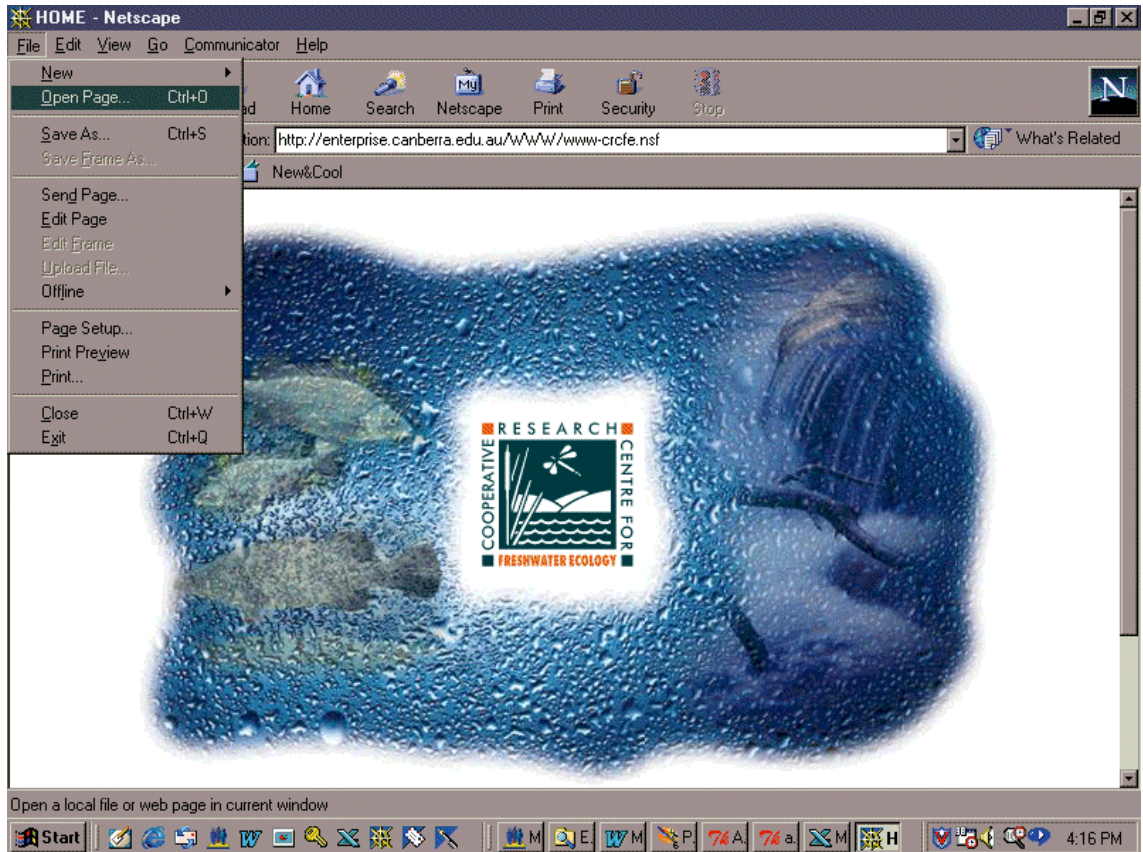 HOME - Netscape
File Edit View Go Communicator Help
New
Open Page... Ctrl+O
Save As... Ctrl+S
Save Frame As...
Send Page...
Edit Page
Edit Frame
Upload File...
Offline
Page Setup...
Print Preview
Print...
Close Ctrl+W
Exit Ctrl+Q
ad Home Search Netscape Print Security Stop
My
N
tion: http://enterprise.canberra.edu.au/WWW//www-crcfe.nsf What's Related
New&Cool
COOPERATIVE
RESEARCH
CENTRE FOR
FRESHWATER ECOLOGY
Open a local file or web page in current window
Start M E. M P. A. a. M H 4:16 PM